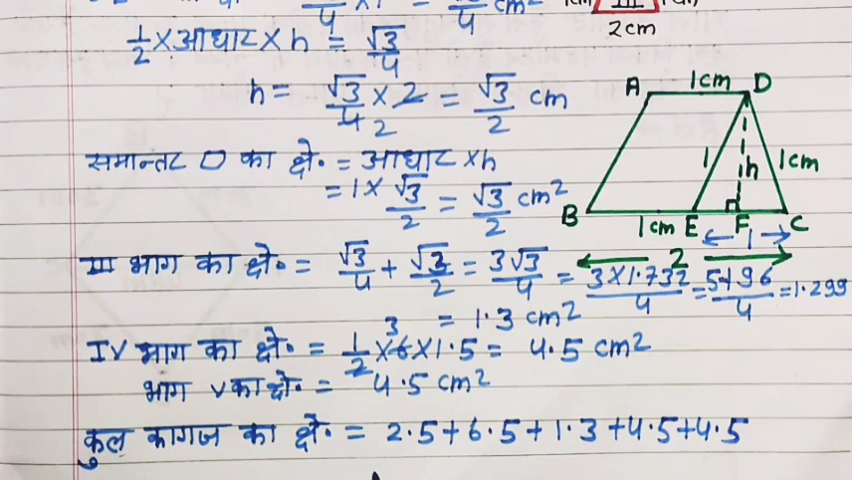 1/2 × आधार × h = √3/4
2cm
h = √3/4 × 2 = √3/2 cm
2
A 1cm D
समान्तर ▱ का क्षे॰ = आधार × h
= 1 × √3/2 = √3/2 cm²
1 h 1cm
B 1cm E F C
1
2
III भाग का क्षे॰ = √3/4 + √3/2 = 3√3/4 = 3×1.732/4 = 5.196/4 = 1.299
= 1.3 cm²
IV भाग का क्षे॰ = 1/2 × 6 × 1.5 = 4.5 cm²
3
भाग V का क्षे॰ = 4.5 cm²
कुल कागज का क्षे॰ = 2.5+6.5+1.3+4.5+4.5